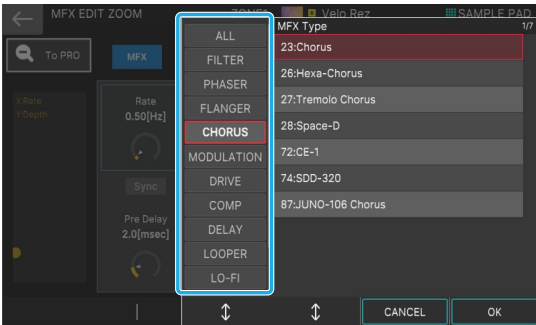 MFX EDIT ZOOM
ZONE1
Velo Rez
SAMPLE PAD
To PRO
MFX
X:Rate
Y:Depth
Rate
0.50[Hz]
Sync
Pre Delay
2.0[msec]
ALL
FILTER
PHASER
FLANGER
CHORUS
MODULATION
DRIVE
COMP
DELAY
LOOPER
LO-FI
MFX Type
1/7
23:Chorus
26:Hexa-Chorus
27:Tremolo Chorus
28:Space-D
72:CE-1
74:SDD-320
87:JUNO-106 Chorus
CANCEL
OK